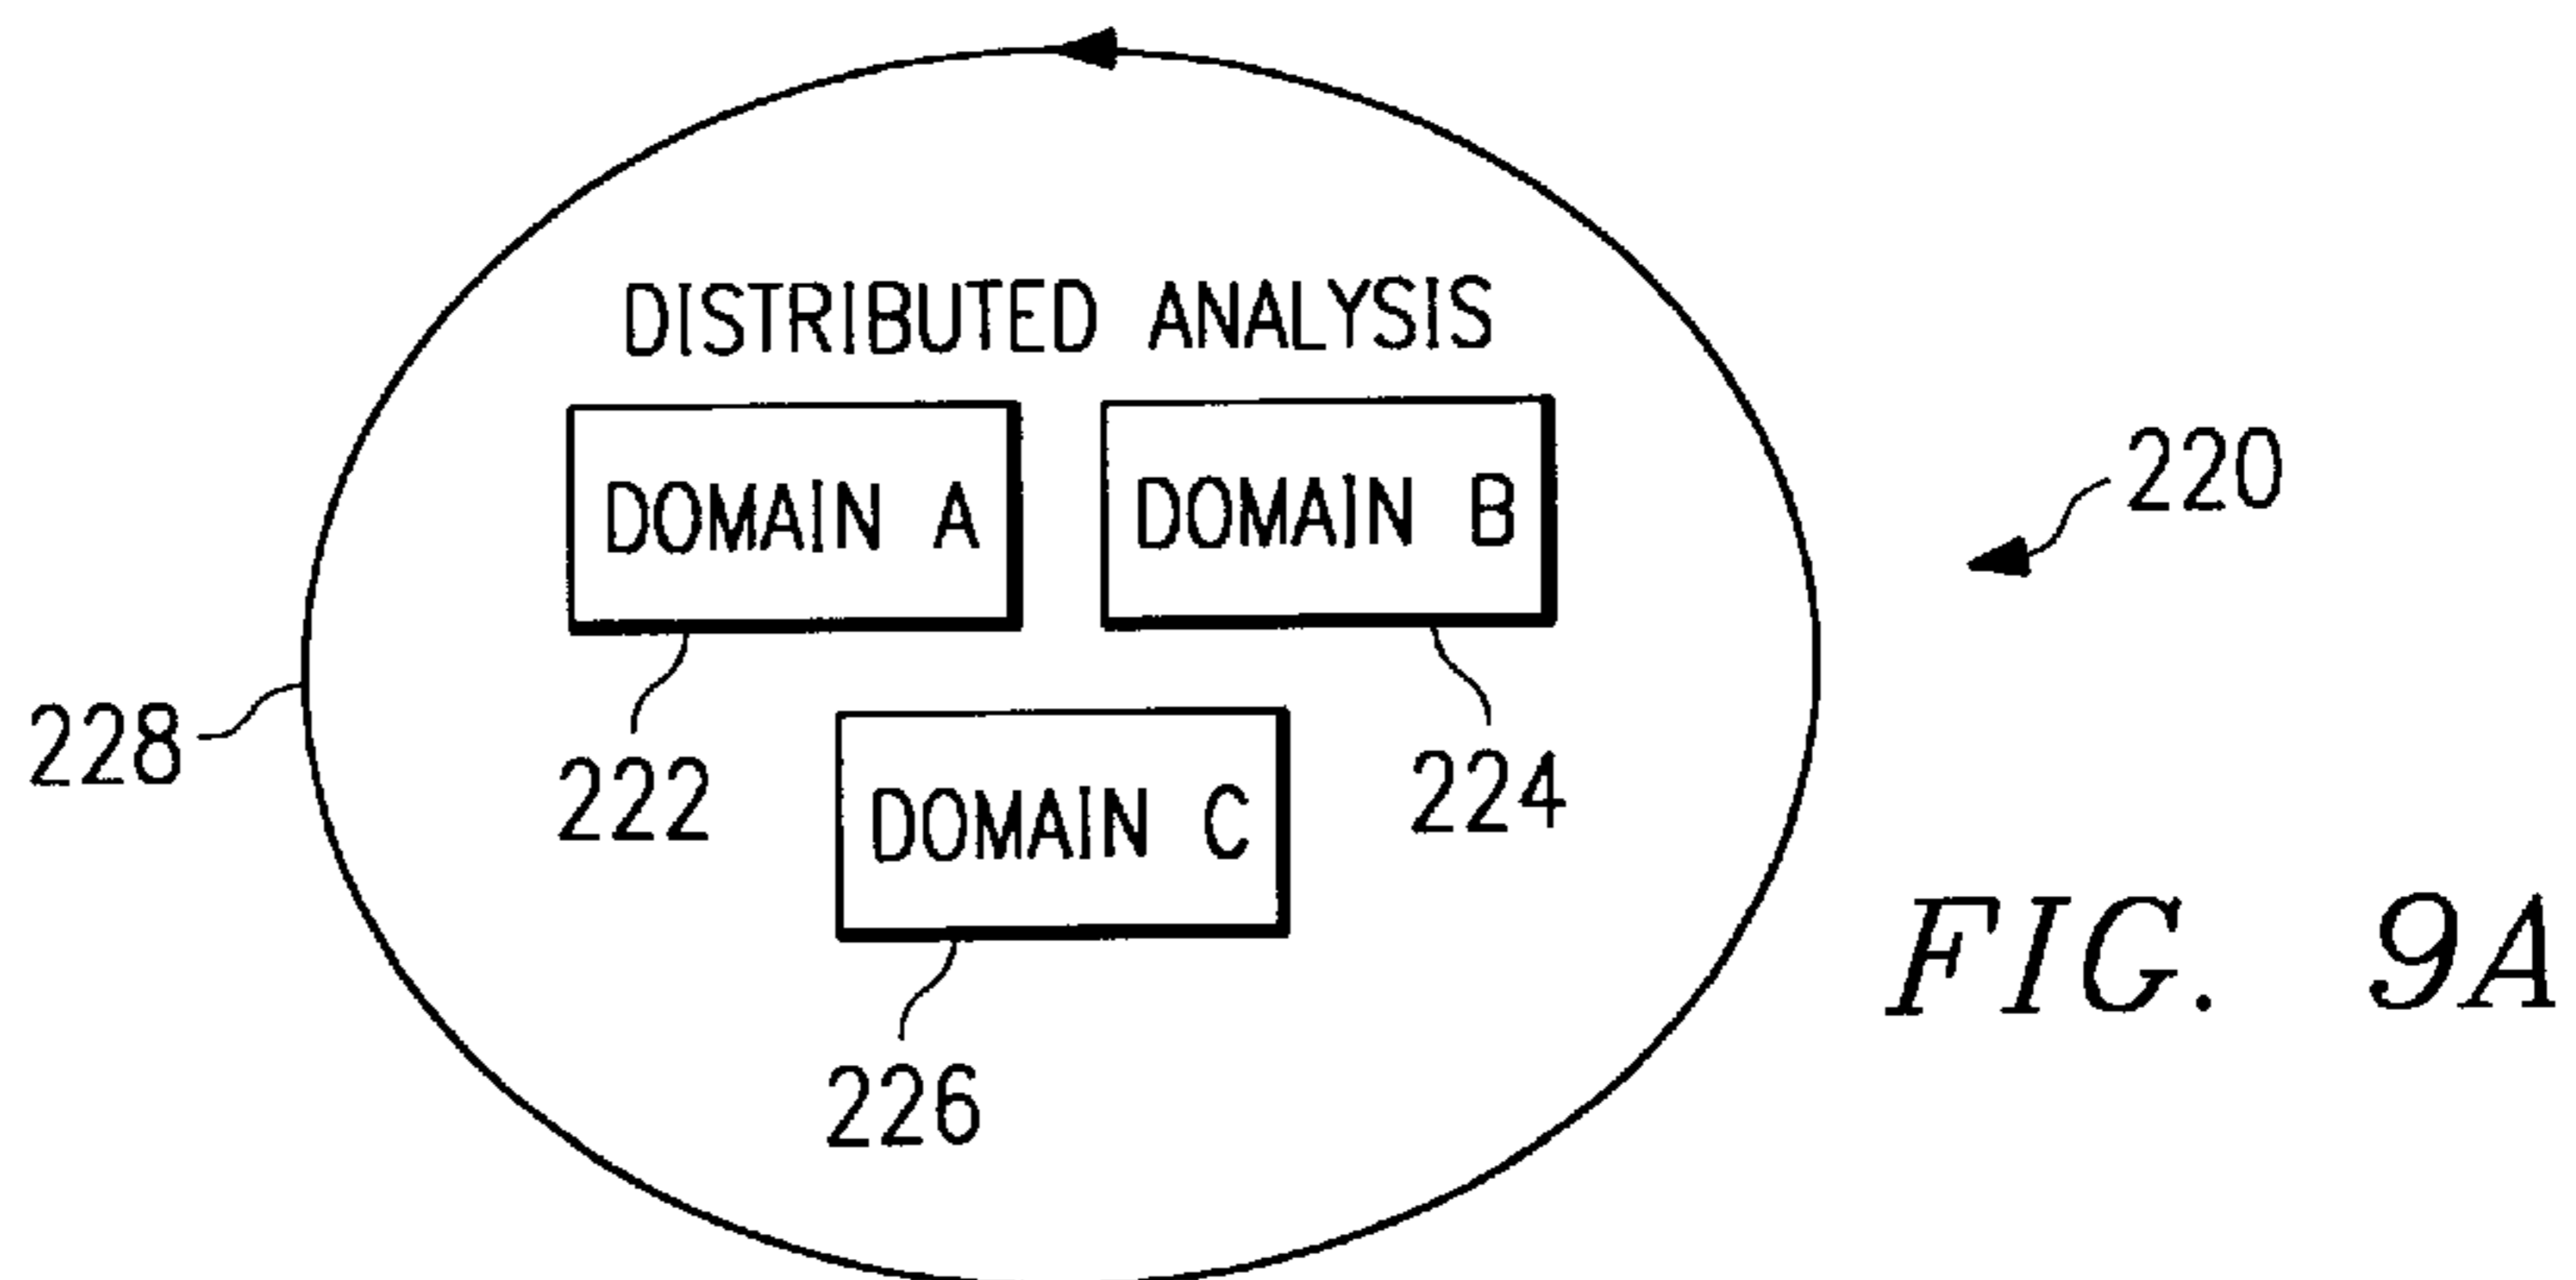 DISTRIBUTED ANALYSIS
DOMAIN A
DOMAIN B
220
228
222
224
DOMAIN C
226
FIG. 9A